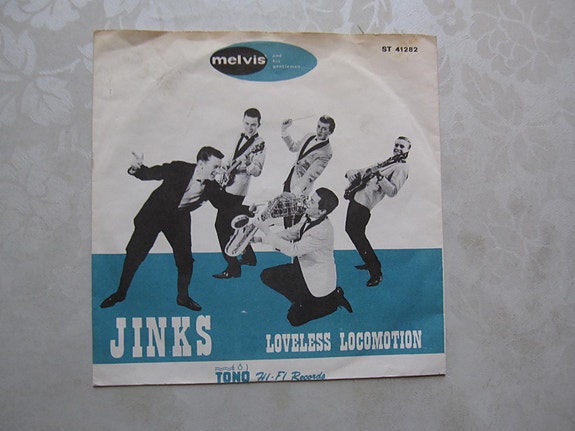 melvis
and his gentlemen
ST 41282
JINKS
LOVELESS LOCOMOTION
TONO Hi-Fi Records